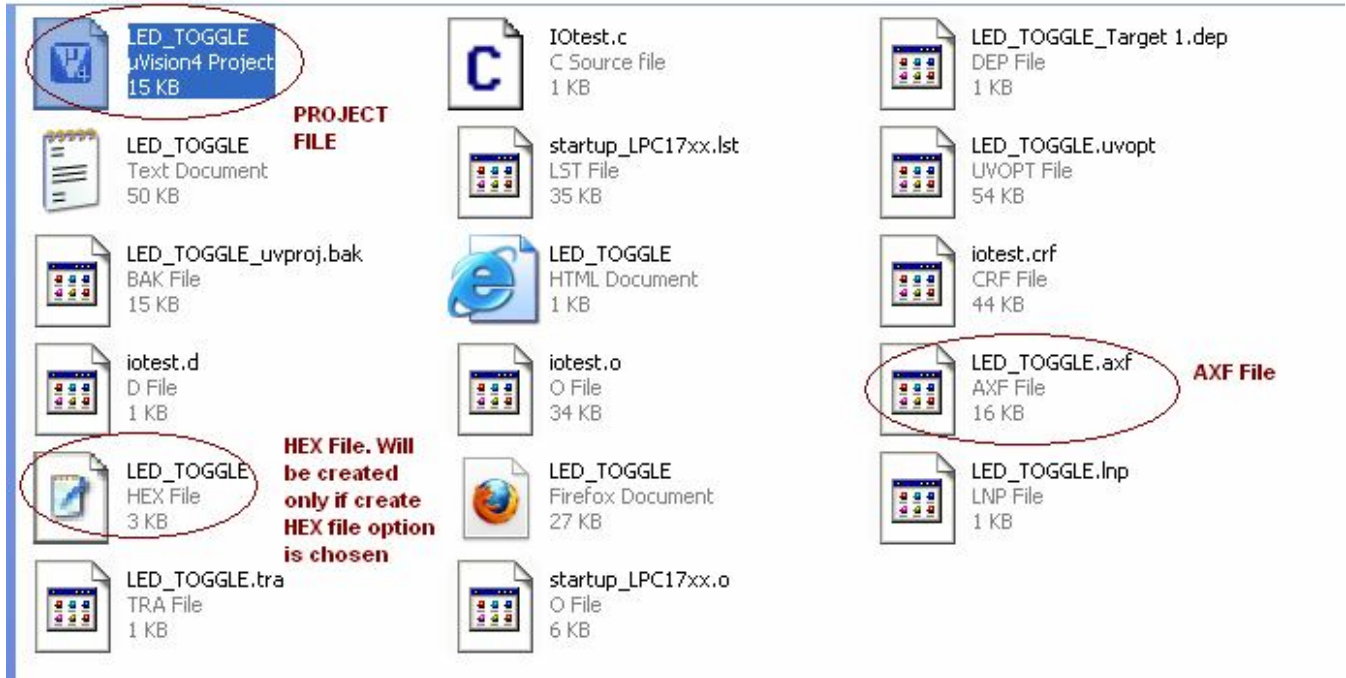 LED_TOGGLE
µVision4 Project
15 KB
PROJECT
FILE
IOtest.c
C Source file
1 KB
LED_TOGGLE_Target 1.dep
DEP File
1 KB
LED_TOGGLE
Text Document
50 KB
startup_LPC17xx.lst
LST File
35 KB
LED_TOGGLE.uvopt
UVOPT File
54 KB
LED_TOGGLE_uvproj.bak
BAK File
15 KB
LED_TOGGLE
HTML Document
1 KB
iotest.crf
CRF File
44 KB
iotest.d
D File
1 KB
iotest.o
O File
34 KB
LED_TOGGLE.axf
AXF File
16 KB
AXF File
LED_TOGGLE
HEX File
3 KB
HEX File. Will
be created
only if create
HEX file option
is chosen
LED_TOGGLE
Firefox Document
27 KB
LED_TOGGLE.lnp
LNP File
1 KB
LED_TOGGLE.tra
TRA File
1 KB
startup_LPC17xx.o
O File
6 KB